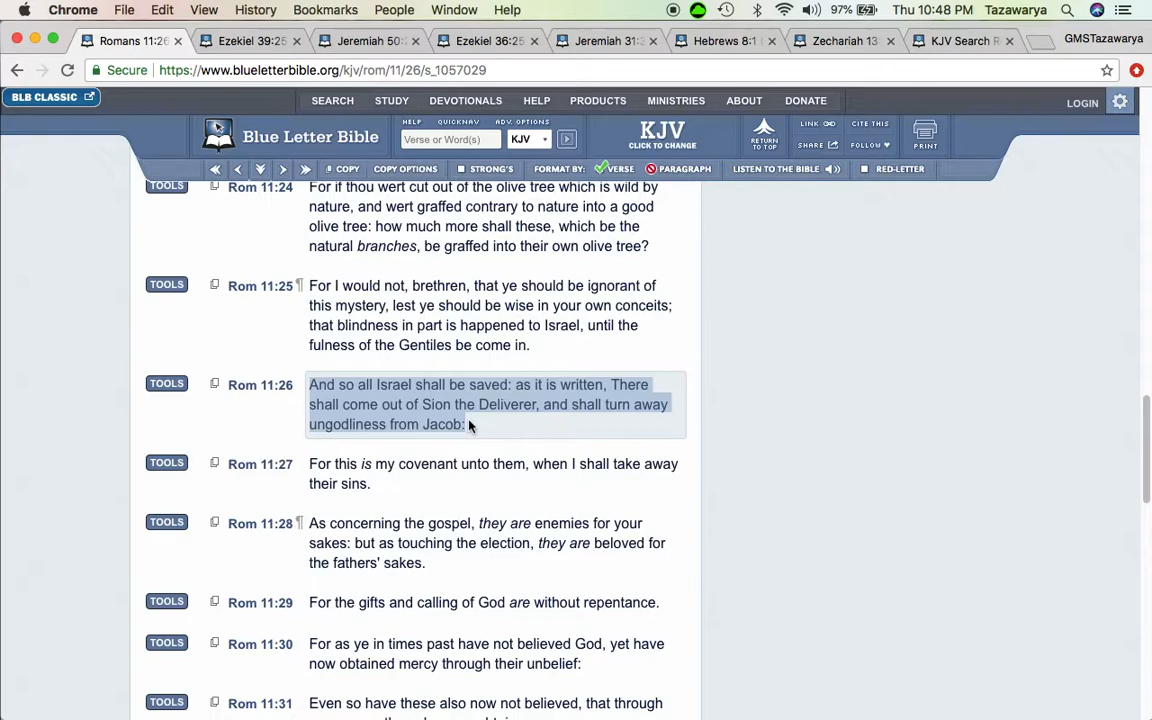 Chrome File Edit View History Bookmarks People Window Help 97% Thu 10:48 PM Tazawarya
Romans 11:26 × Ezekiel 39:25 × Jeremiah 50: × Ezekiel 36:25 × Jeremiah 31:3 × Hebrews 8:1 ( × Zechariah 13: × KJV Search Re × GMSTazawarya
Secure https://www.blueletterbible.org/kjv/rom/11/26/s_1057029
BLB CLASSIC
SEARCH STUDY DEVOTIONALS HELP PRODUCTS MINISTRIES ABOUT DONATE LOGIN
HELP QUICKNAV ADV. OPTIONS
Blue Letter Bible Verse or Word(s) KJV
KJV
CLICK TO CHANGE
RETURN
TO TOP
LINK CITE THIS
SHARE FOLLOW
PRINT
COPY COPY OPTIONS STRONG'S FORMAT BY: VERSE PARAGRAPH LISTEN TO THE BIBLE RED-LETTER
TOOLS Rom 11:24 For if thou wert cut out of the olive tree which is wild by
nature, and wert graffed contrary to nature into a good
olive tree: how much more shall these, which be the
natural branches, be graffed into their own olive tree?
TOOLS Rom 11:25 ¶ For I would not, brethren, that ye should be ignorant of
this mystery, lest ye should be wise in your own conceits;
that blindness in part is happened to Israel, until the
fulness of the Gentiles be come in.
TOOLS Rom 11:26 And so all Israel shall be saved: as it is written, There
shall come out of Sion the Deliverer, and shall turn away
ungodliness from Jacob:
TOOLS Rom 11:27 For this is my covenant unto them, when I shall take away
their sins.
TOOLS Rom 11:28 ¶ As concerning the gospel, they are enemies for your
sakes: but as touching the election, they are beloved for
the fathers' sakes.
TOOLS Rom 11:29 For the gifts and calling of God are without repentance.
TOOLS Rom 11:30 For as ye in times past have not believed God, yet have
now obtained mercy through their unbelief:
TOOLS Rom 11:31 Even so have these also now not believed, that through